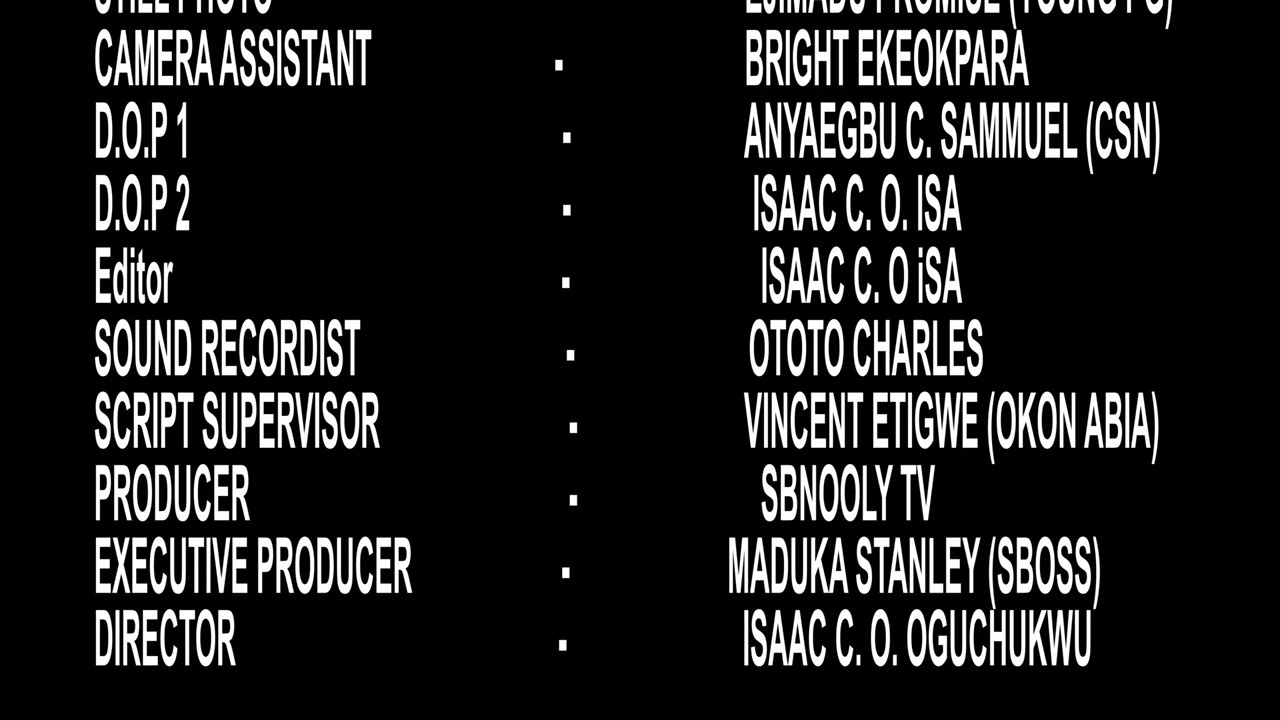 CAMERA ASSISTANT . BRIGHT EKEOKPARA
D.O.P 1 . ANYAEGBU C. SAMMUEL (CSN)
D.O.P 2 . ISAAC C. O. ISA
Editor . ISAAC C. O iSA
SOUND RECORDIST . OTOTO CHARLES
SCRIPT SUPERVISOR . VINCENT ETIGWE (OKON ABIA)
PRODUCER . SBNOOLY TV
EXECUTIVE PRODUCER . MADUKA STANLEY (SBOSS)
DIRECTOR . ISAAC C. O. OGUCHUKWU